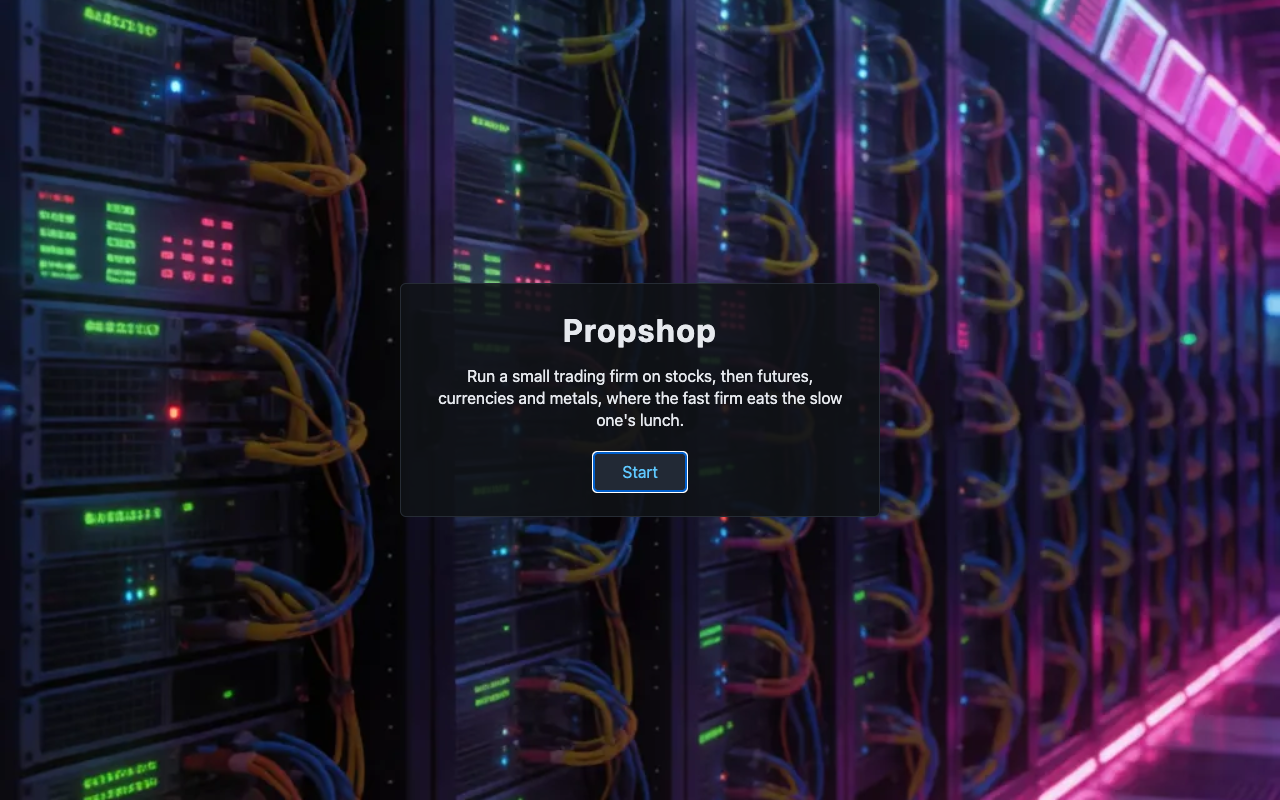 Propshop
Run a small trading firm on stocks, then futures,
currencies and metals, where the fast firm eats the slow
one's lunch.
Start